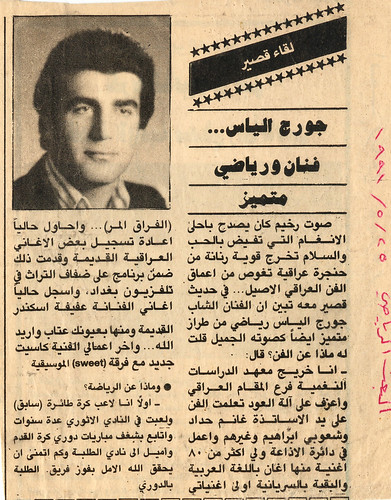 لقاء قصير
جورج الياس...
فنان ورياضي
متميز
صوت رخيم كان يصدح باحلى
الانغام التي تفيض بالحب
والسلام تخرج قوية رنانة من
حنجرة عراقية تغوص من اعماق
الفن العراقي الاصيل... في حديث
قصير معه تبين ان الفنان الشاب
جورج الياس رياضي من طراز
متميز ايضاً كصوته الجميل قلت
له ماذا عن الفن؟ قال:
ـ انا خريج معهد الدراسات
النغمية فرع المقام العراقي
واعزف على آلة العود تعلمت الفن
على يد الاساتذة غانم حداد
وشعوبي ابراهيم وغيرهم واعمل
في دائرة الاذاعة ولي اكثر من ٨٠
اغنية منها اغان باللغة العربية
والبقية بالسريانية اولى اغنياتي
(الفراق المر)... واحاول حالياً
اعادة تسجيل بعض الاغاني
العراقية القديمة وقدمت ذلك
ضمن برنامج على ضفاف التراث في
تلفزيون بغداد، واسجل حالياً
اغاني الفنانة عفيفة اسكندر
القديمة ومنها بعيونك عتاب واريد
الله... واخر اعمالي الفنية كاسيت
جديد مع فرقة (sweet) الموسيقية
● وماذا عن الرياضة؟
ـ اولاً انا لاعب كرة طائرة (سابق)
ولعبت في النادي الاثوري عدة سنوات
واتابع بشغف مباريات دوري كرة القدم
واميل الى نادي الطلبة وكم اتمنى ان
يحقق الله الامل بفوز فريق. الطلبة
بالدوري